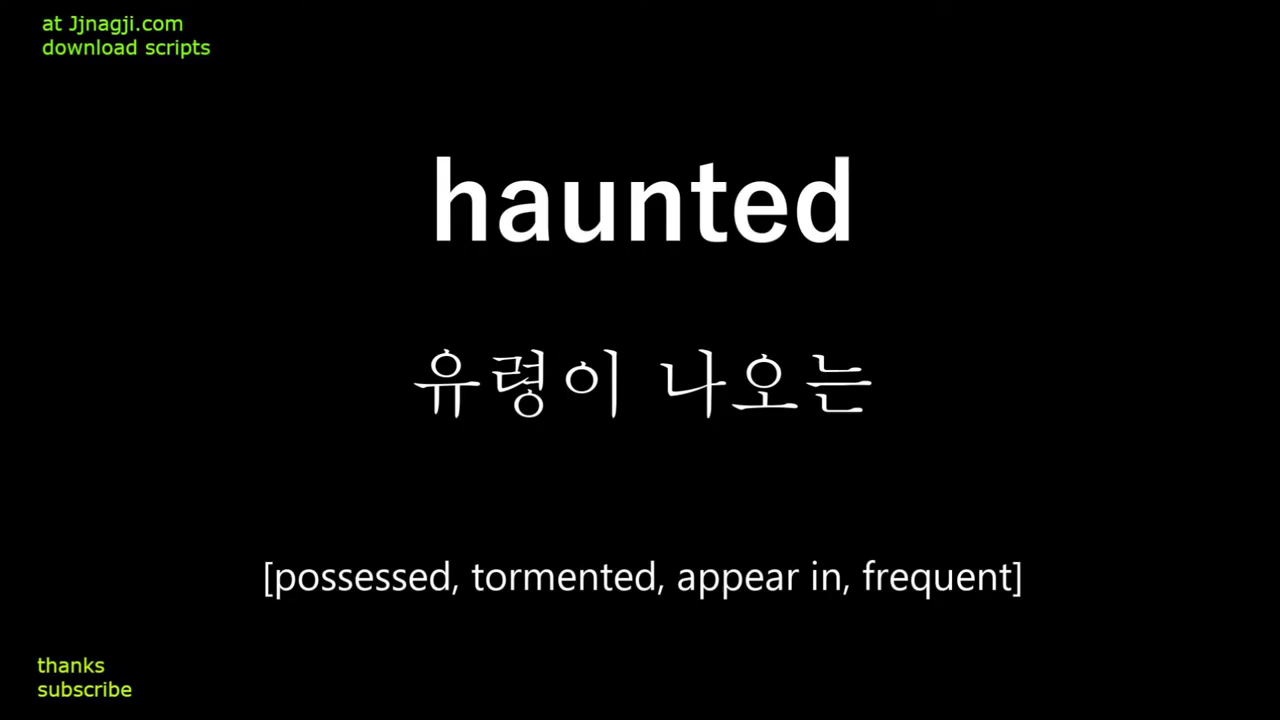 at Jjnagji.com
download scripts
haunted
유령이 나오는
[possessed, tormented, appear in, frequent]
thanks
subscribe